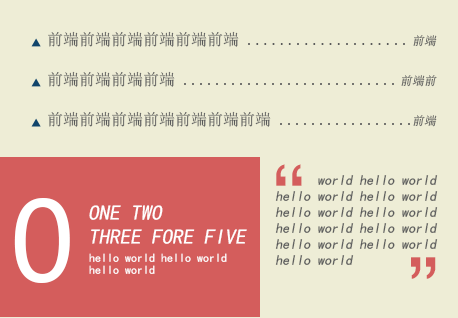 ▲ 前端前端前端前端前端前端 .................... 前端
▲ 前端前端前端前端 ........................... 前端前
▲ 前端前端前端前端前端前端前端 ................. 前端
0
ONE TWO
THREE FORE FIVE
hello world hello world
hello world
“ world hello world
hello world hello world
hello world hello world
hello world hello world
hello world hello world
hello world ”